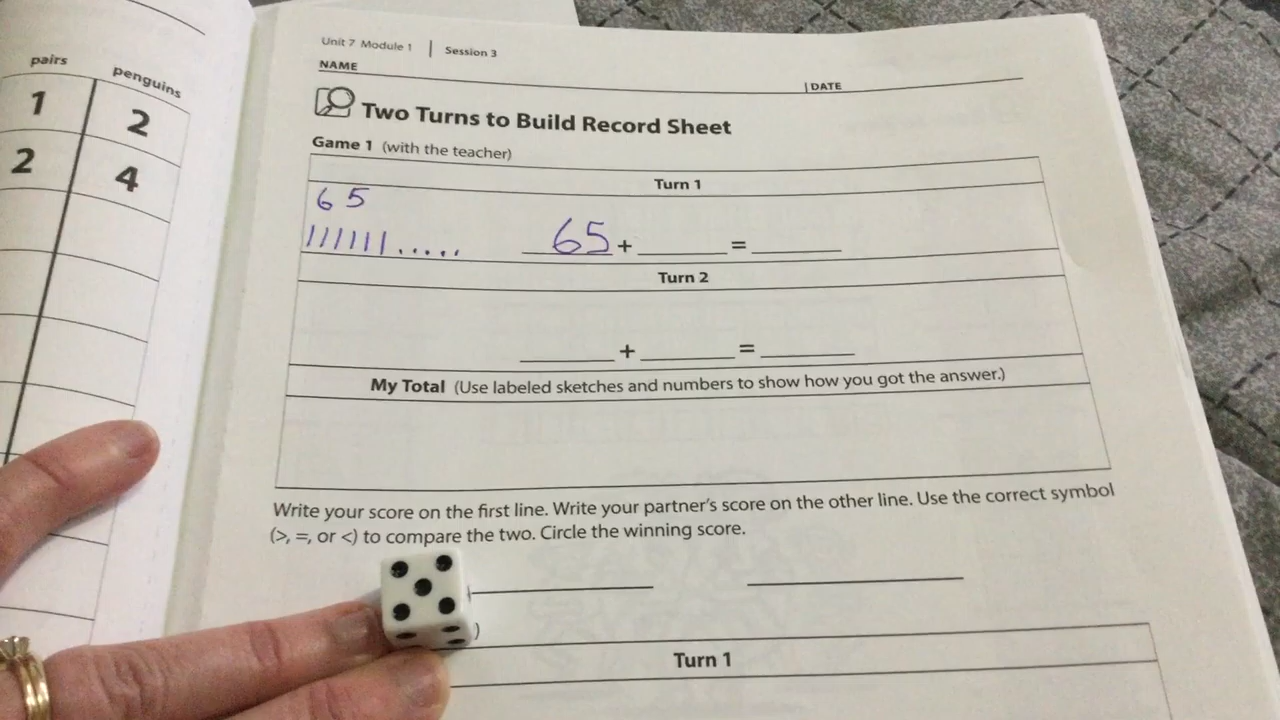 pairs penguins
1 2
2 4
Unit 7 Module 1 | Session 3
NAME | DATE
Two Turns to Build Record Sheet
Game 1 (with the teacher)
Turn 1
6 5
65 + =
Turn 2
+ =
My Total (Use labeled sketches and numbers to show how you got the answer.)
Write your score on the first line. Write your partner's score on the other line. Use the correct symbol
(>, =, or <) to compare the two. Circle the winning score.
)
Turn 1